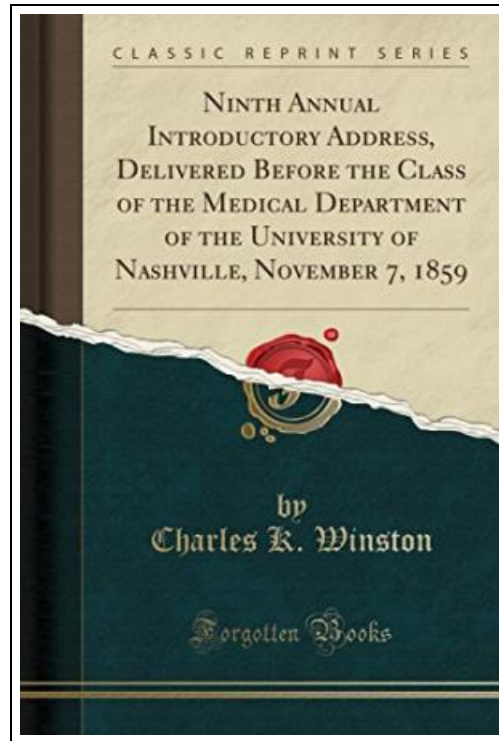 CLASSIC REPRINT SERIES
NINTH ANNUAL
INTRODUCTORY ADDRESS,
DELIVERED BEFORE THE CLASS
OF THE MEDICAL DEPARTMENT
OF THE UNIVERSITY OF
NASHVILLE, NOVEMBER 7, 1859
by
Charles K. Winston
Forgotten Books